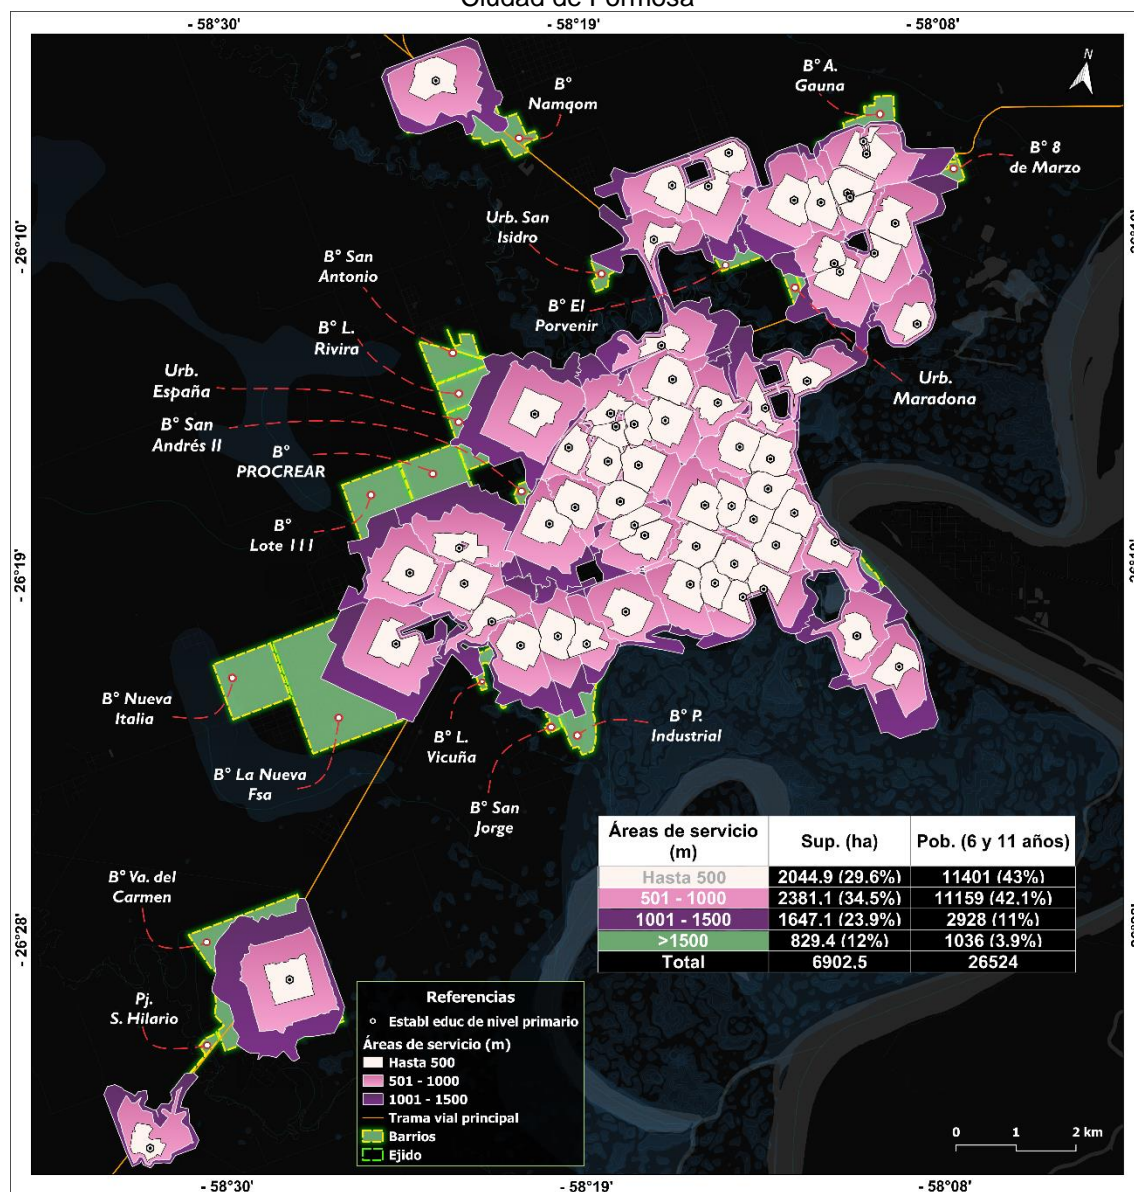 Ciudad de Formosa
- 58°30'
- 58°19'
- 58°08'
N
B° A.
Gauna
B°
Namqom
B° 8
de Marzo
Urb. San
Isidro
- 26°10'
B° San
Antonio
B° El
Porvenir
B° L.
Rivira
Urb.
España
Urb.
Maradona
B° San
Andrés II
B°
PROCREAR
B°
Lote 111
- 26°19'
B° Nueva
Italia
B° L.
Vicuña
B° P.
Industrial
B° La Nueva
Fsa
B° San
Jorge
Áreas de servicio (m) Sup. (ha) Pob. (6 y 11 años)
Hasta 500 2044.9 (29.6%) 11401 (43%)
501 - 1000 2381.1 (34.5%) 11159 (42.1%)
1001 - 1500 1647.1 (23.9%) 2928 (11%)
>1500 829.4 (12%) 1036 (3.9%)
Total 6902.5 26524
B° Va. del
Carmen
- 26°28'
Pj.
S. Hilario
Referencias
Establ educ de nivel primario
Áreas de servicio (m)
Hasta 500
501 - 1000
1001 - 1500
Trama vial principal
Barrios
Ejido
0 1 2 km
- 58°30'
- 58°19'
- 58°08'